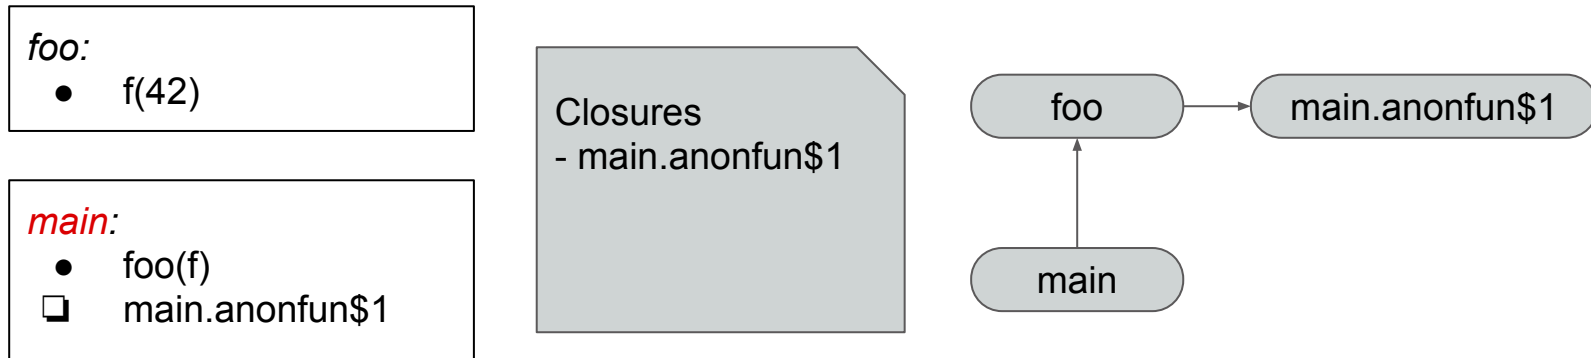 foo:
● f(42)
main:
● foo(f)
❏ main.anonfun$1
Closures
- main.anonfun$1
foo
main.anonfun$1
main